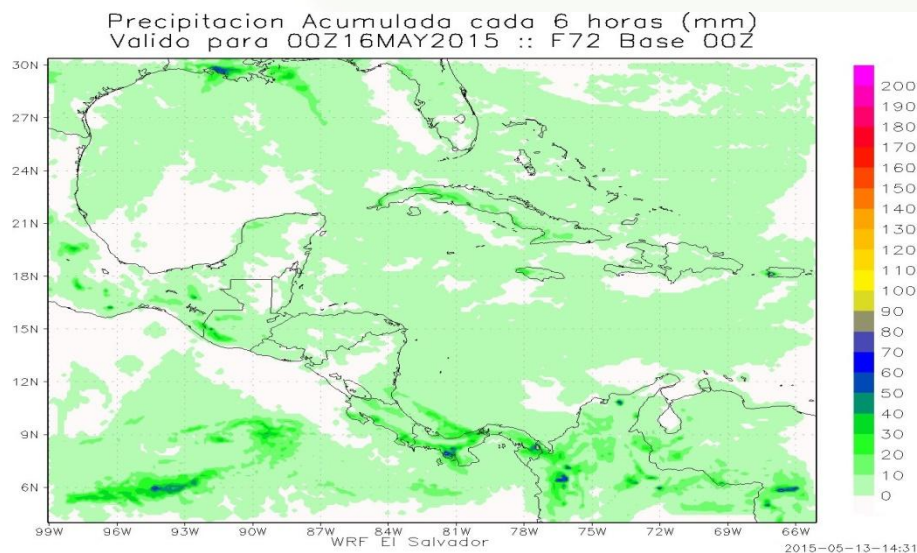 Precipitacion Acumulada cada 6 horas (mm)
Valido para 00Z16MAY2015 :: F72 Base 00Z
30N
27N
24N
21N
18N
15N
12N
9N
6N
99W 96W 93W 90W 87W 84W 81W 78W 75W 72W 69W 66W
200
190
180
170
160
150
140
130
120
110
100
90
80
70
60
50
40
30
20
10
0
WRF El Salvador
2015-05-13-14:31